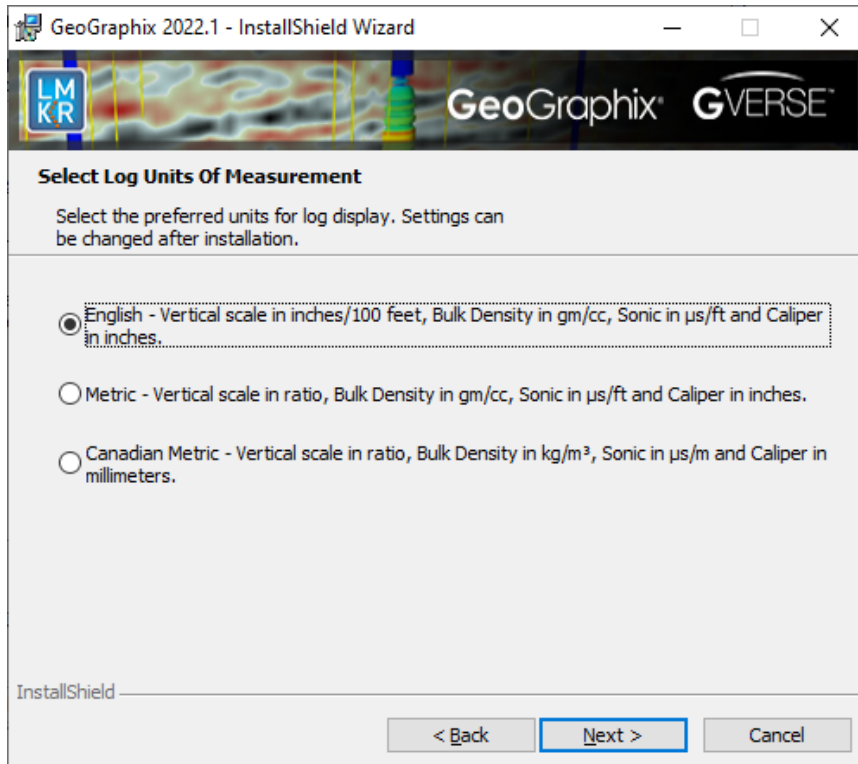 GeoGraphix 2022.1 - InstallShield Wizard
LM
KR
GeoGraphix® GVERSE™
Select Log Units Of Measurement
Select the preferred units for log display. Settings can
be changed after installation.
English - Vertical scale in inches/100 feet, Bulk Density in gm/cc, Sonic in µs/ft and Caliper
in inches.
Metric - Vertical scale in ratio, Bulk Density in gm/cc, Sonic in µs/ft and Caliper in inches.
Canadian Metric - Vertical scale in ratio, Bulk Density in kg/m³, Sonic in µs/m and Caliper in
millimeters.
InstallShield
< Back Next > Cancel